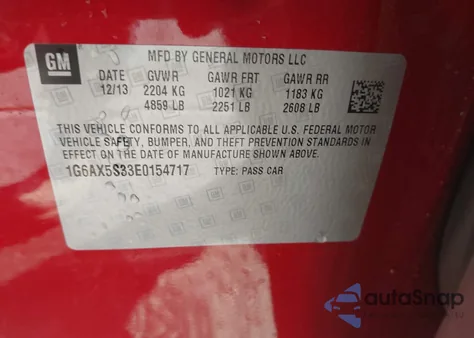 GM
MFD BY GENERAL MOTORS LLC
DATE GVWR GAWR FRT GAWR RR
12/13 2204 KG 1021 KG 1183 KG
4859 LB 2251 LB 2608 LB
THIS VEHICLE CONFORMS TO ALL APPLICABLE U.S. FEDERAL MOTOR
VEHICLE SAFETY, BUMPER, AND THEFT PREVENTION STANDARDS IN
EFFECT ON THE DATE OF MANUFACTURE SHOWN ABOVE.
1G6AX5S33E0154717 TYPE: PASS CAR
autoSnap